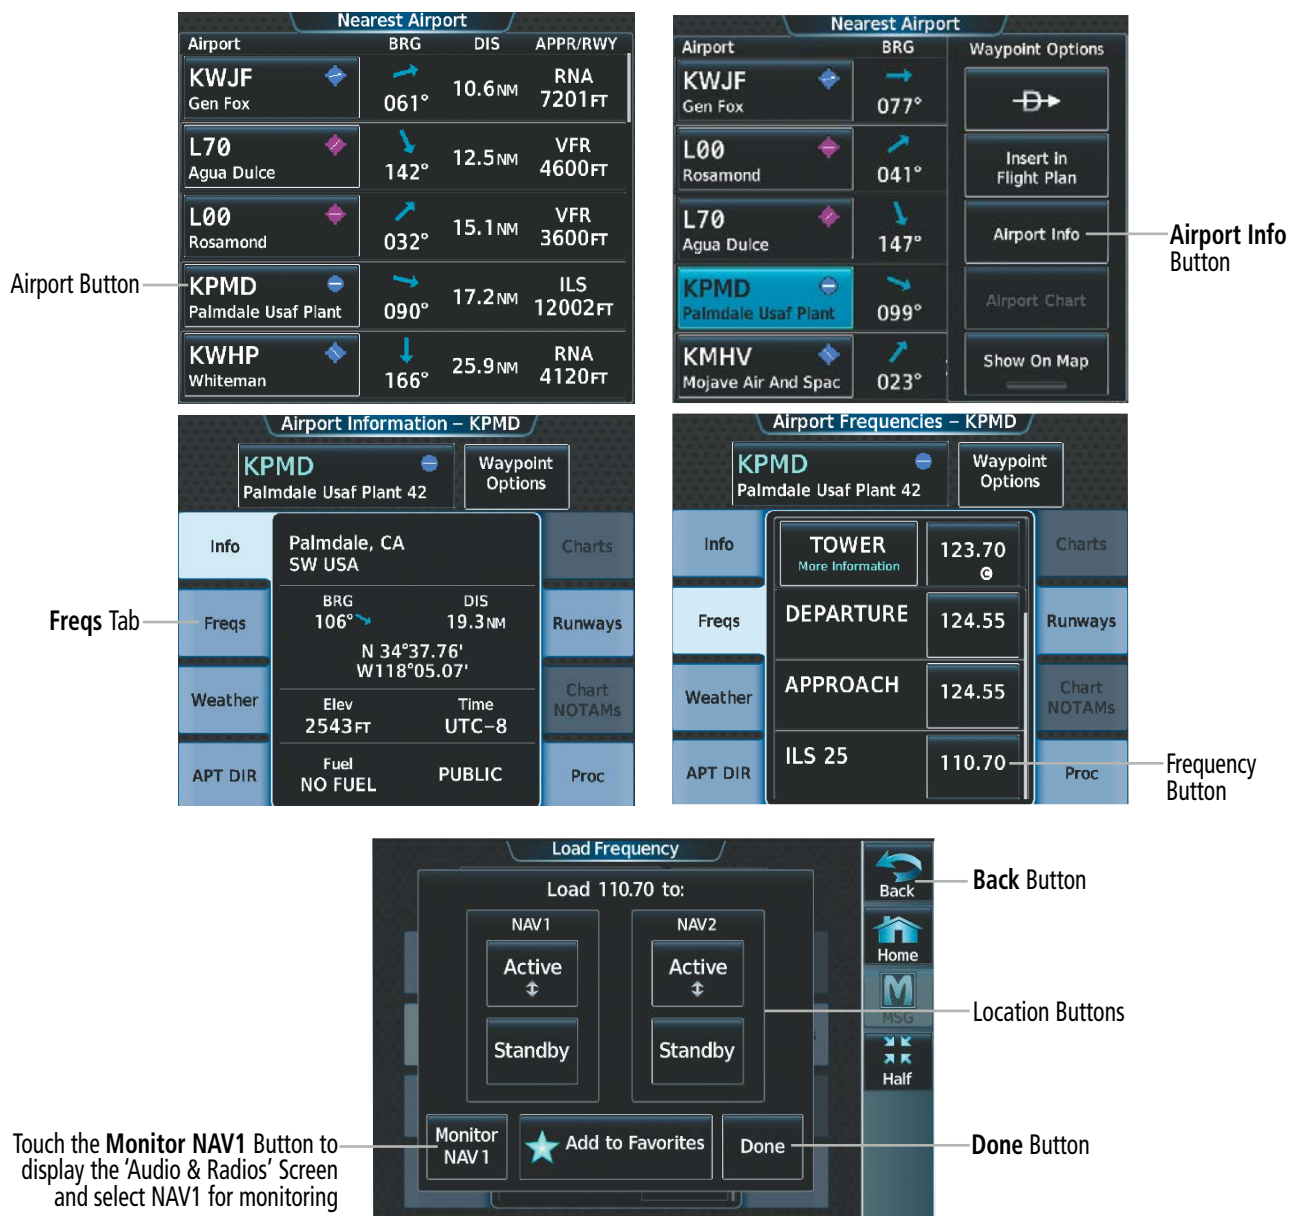 Nearest Airport
Airport BRG DIS APPR/RWY
KWJF
Gen Fox
061°
10.6NM
RNA
7201FT
L70
Agua Dulce
142°
12.5NM
VFR
4600FT
L00
Rosamond
032°
15.1NM
VFR
3600FT
Airport Button
KPMD
Palmdale Usaf Plant
090°
17.2NM
ILS
12002FT
KWHP
Whiteman
166°
25.9NM
RNA
4120FT
Nearest Airport
Airport BRG Waypoint Options
KWJF
Gen Fox
077°
L00
Rosamond
041°
L70
Agua Dulce
147°
KPMD
Palmdale Usaf Plant
099°
KMHV
Mojave Air And Spac
023°
D
Insert in
Flight Plan
Airport Info
Airport Chart
Show On Map
Airport Info
Button
Airport Information – KPMD
KPMD
Palmdale Usaf Plant 42
Waypoint
Options
Info
Freqs
Weather
APT DIR
Freqs Tab
Palmdale, CA
SW USA
BRG DIS
106° 19.3NM
N 34°37.76'
W118°05.07'
Elev Time
2543FT UTC–8
Fuel
NO FUEL
PUBLIC
Charts
Runways
Chart
NOTAMs
Proc
Airport Frequencies – KPMD
KPMD
Palmdale Usaf Plant 42
Waypoint
Options
Info
Freqs
Weather
APT DIR
TOWER
More Information
123.70
C
DEPARTURE 124.55
APPROACH 124.55
ILS 25 110.70
Charts
Runways
Chart
NOTAMs
Proc
Frequency
Button
Load Frequency
Load 110.70 to:
NAV1 NAV2
Active Active
Standby Standby
Monitor
NAV1
Add to Favorites
Done
Back
Home
M
MSG
Half
Back Button
Location Buttons
Done Button
Touch the Monitor NAV1 Button to
display the 'Audio & Radios' Screen
and select NAV1 for monitoring